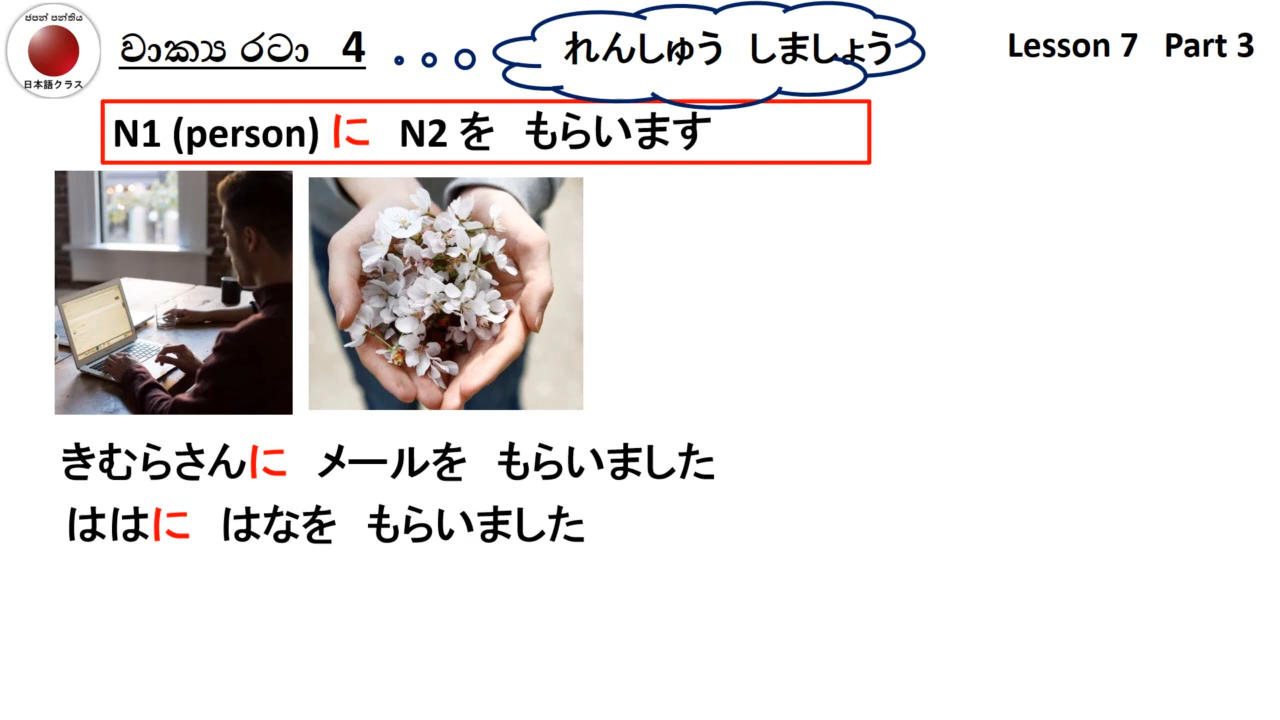 ජපන් පන්තිය
日本語クラス
වාක්‍ය රටා 4
れんしゅう しましょう
Lesson 7 Part 3
N1 (person) に N2 を もらいます
きむらさんに メールを もらいました
ははに はなを もらいました